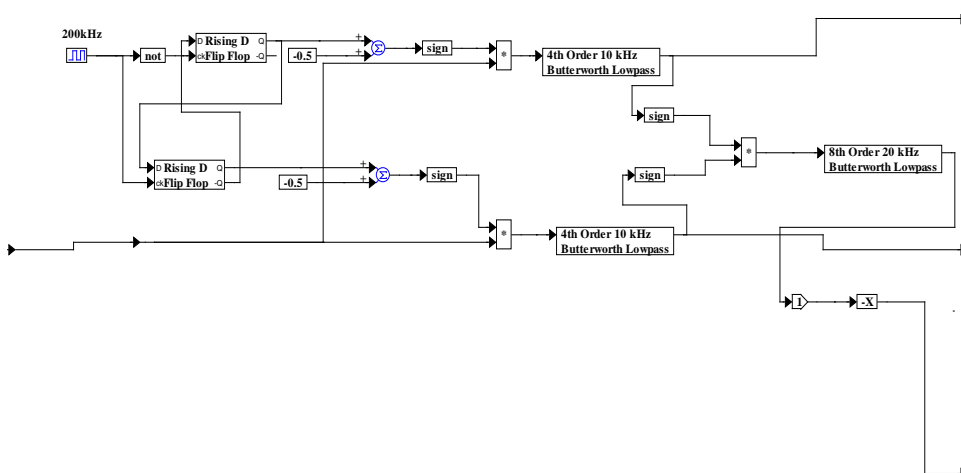 200kHz
not
D Rising D Q
ck Flip Flop -Q
+
-0.5
+
Σ
sign
*
4th Order 10 kHz
Butterworth Lowpass
sign
*
8th Order 20 kHz
Butterworth Lowpass
D Rising D Q
ck Flip Flop -Q
+
-0.5
+
Σ
sign
sign
*
4th Order 10 kHz
Butterworth Lowpass
1
-X